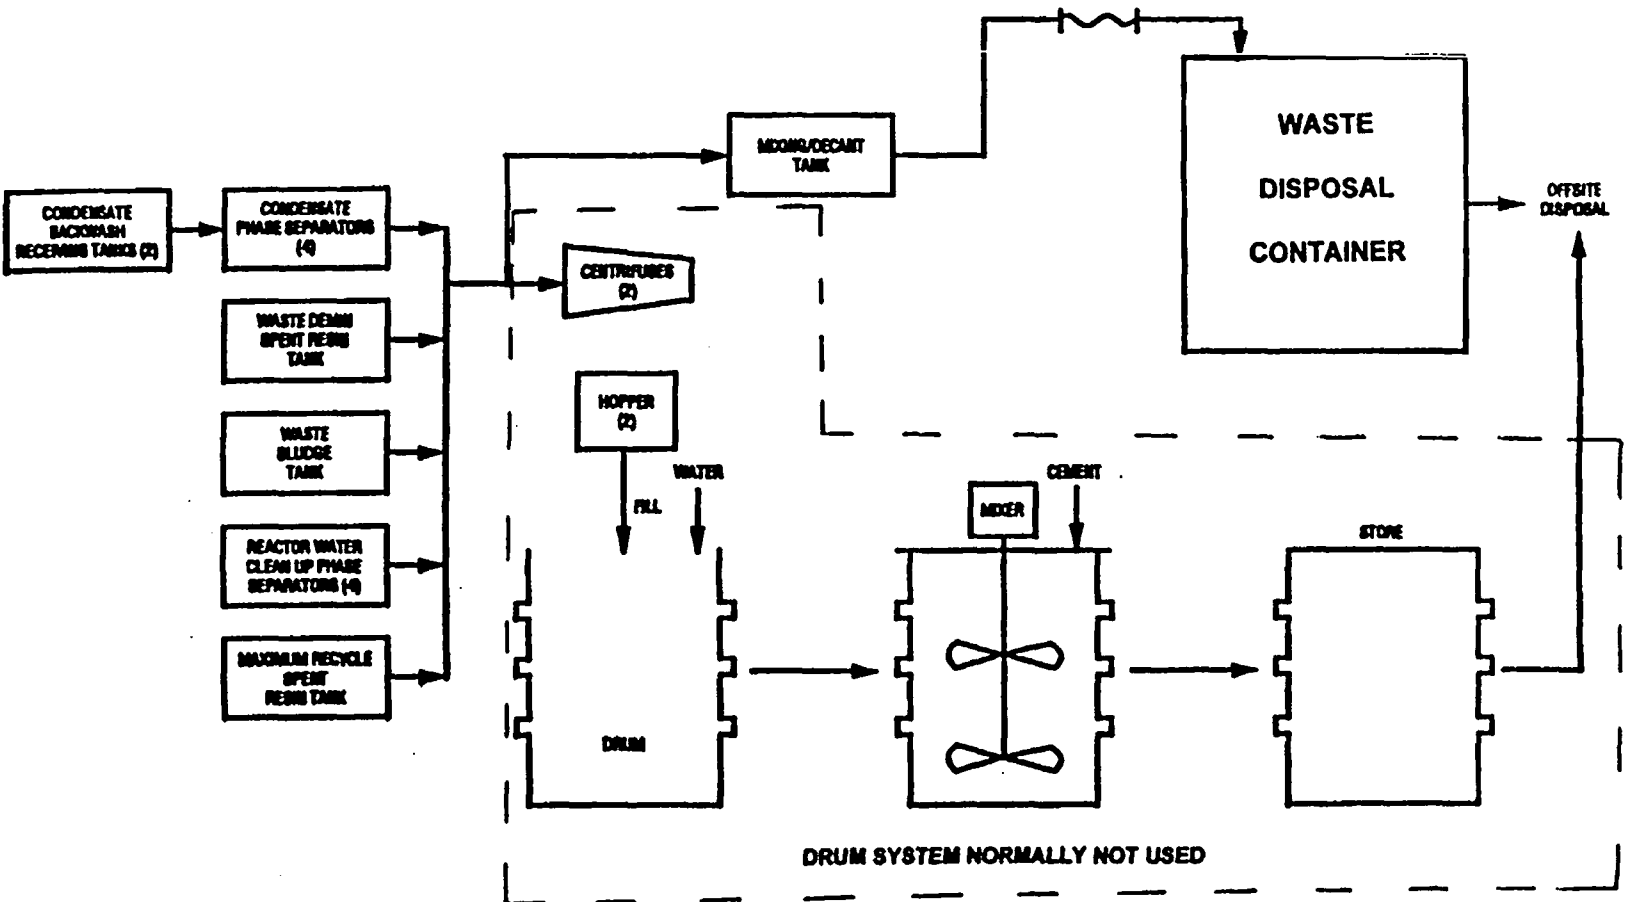 MIXING/DECANT
TANK
WASTE
DISPOSAL
CONTAINER
OFFSITE
DISPOSAL
CONDENSATE
BACKWASH
RECEIVING TANKS (2)
CONDENSATE
PHASE SEPARATORS
(4)
CENTRIFUGES
(2)
WASTE DEMIN
SPENT RESIN
TANK
HOPPER
(2)
WASTE
SLUDGE
TANK
FILL
WATER
MIXER
CEMENT
STORE
REACTOR WATER
CLEAN UP PHASE
SEPARATORS (4)
MAXIMUM RECYCLE
SPENT
RESIN TANK
DRUM
DRUM SYSTEM NORMALLY NOT USED